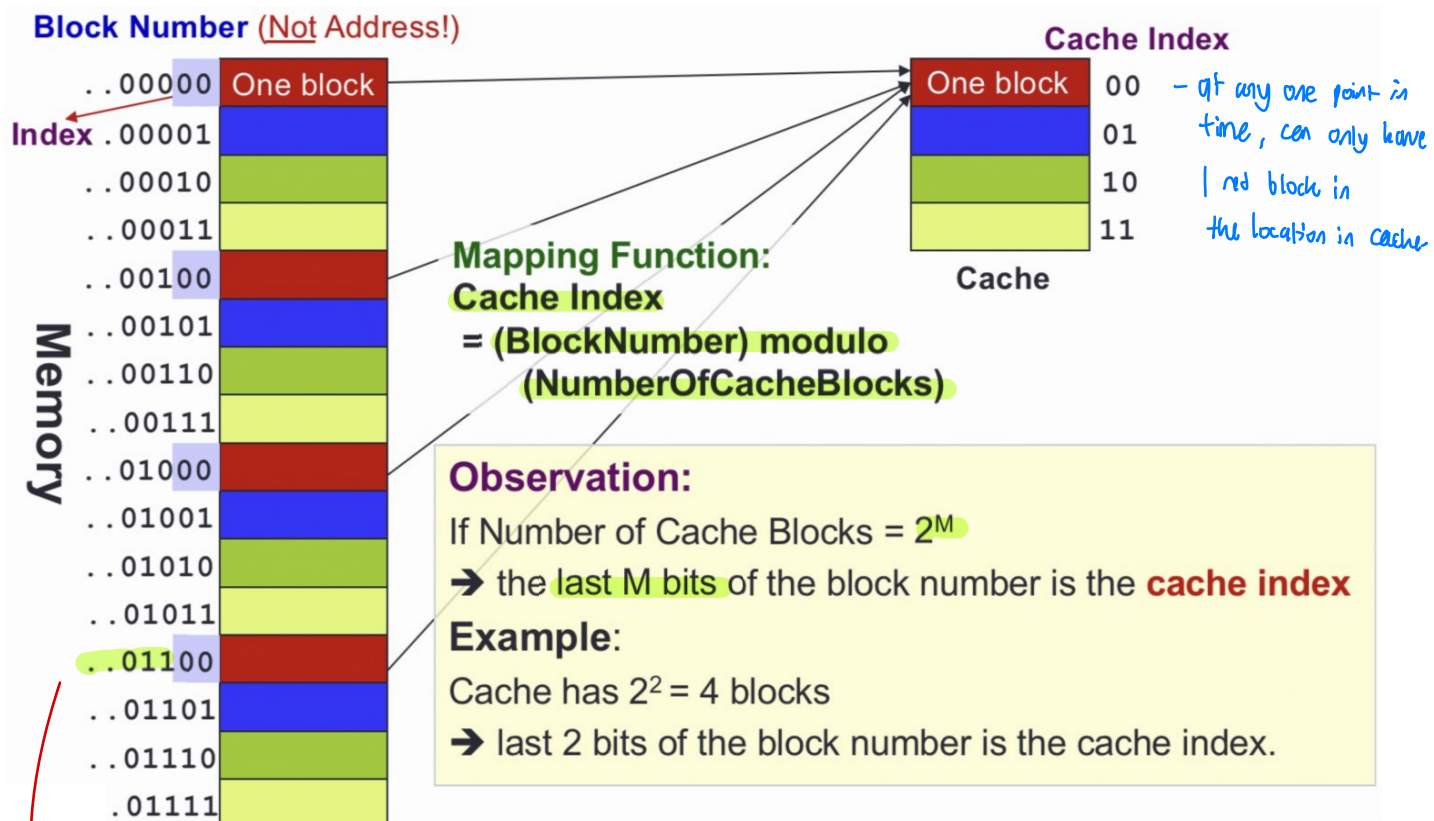 Block Number (Not Address!)
Cache Index
..00000 One block
One block 00
- at any one point in
Index .00001
01
time, can only have
..00010
10
1 red block in
..00011
11
the location in cache
Mapping Function:
..00100
Cache
Cache Index
..00101
= (BlockNumber) modulo
..00110
(NumberOfCacheBlocks)
..00111
Memory
..01000
Observation:
..01001
If Number of Cache Blocks = 2^M
..01010
➔ the last M bits of the block number is the cache index
..01011
Example:
..01100
Cache has 2² = 4 blocks
..01101
➔ last 2 bits of the block number is the cache index.
..01110
.01111